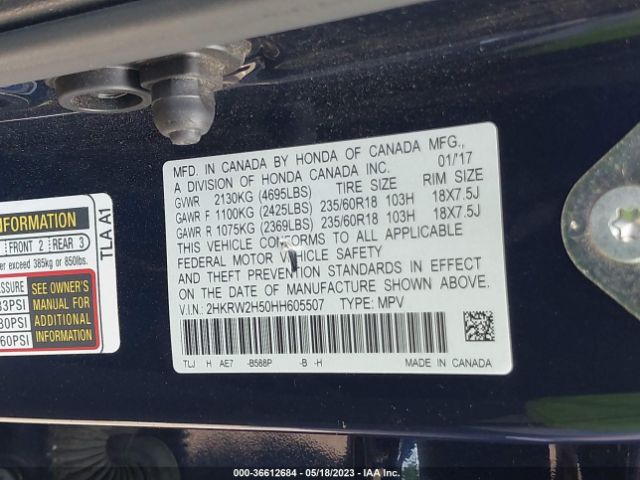 MFD. IN CANADA BY HONDA OF CANADA MFG.,
A DIVISION OF HONDA CANADA INC. 01/'17
GVWR 2130KG (4695LBS) TIRE SIZE RIM SIZE
GAWR F 1100KG (2425LBS) 235/60R18 103H 18X7.5J
GAWR R 1075KG (2369LBS) 235/60R18 103H 18X7.5J
THIS VEHICLE CONFORMS TO ALL APPLICABLE
FEDERAL MOTOR VEHICLE SAFETY
AND THEFT PREVENTION STANDARDS IN EFFECT
ON THE DATE OF MANUFACTURE SHOWN ABOVE.
V.I.N.: 2HKRW2H50HH605507 TYPE: MPV
TLJ H AE7 -B588P -B -H
MADE IN CANADA
INFORMATION
FRONT 2 REAR 3
exceed 385kg or 850lbs.
TLA A1
SEE OWNER'S
MANUAL FOR
ADDITIONAL
INFORMATION
33PSI
30PSI
60PSI
000-36612684 - 05/18/2023 - IAA Inc.